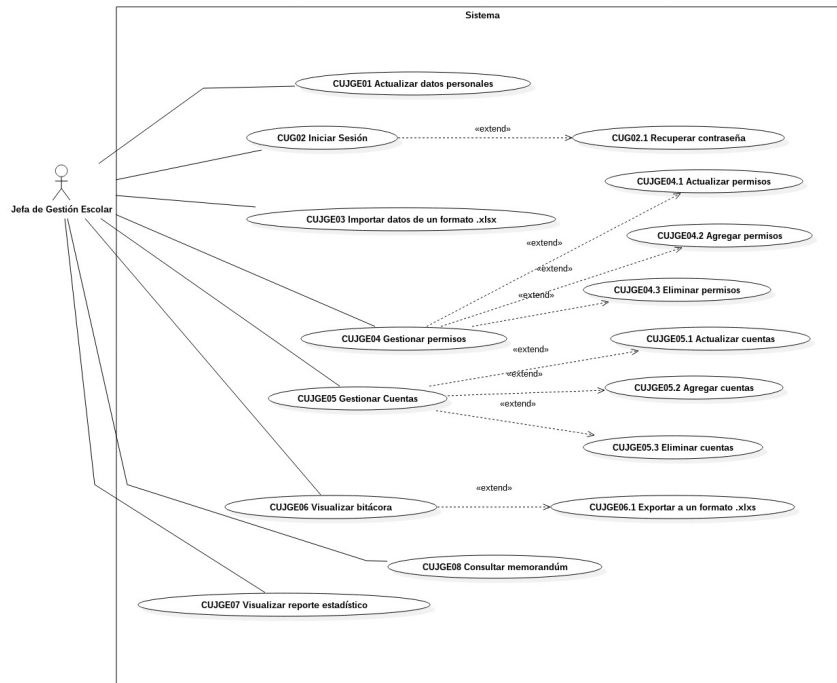 Sistema
CUJGE01 Actualizar datos personales
CUG02 Iniciar Sesión
«extend»
CUG02.1 Recuperar contraseña
Jefa de Gestión Escolar
CUJGE03 Importar datos de un formato .xlsx
CUJGE04.1 Actualizar permisos
«extend»
CUJGE04.2 Agregar permisos
«extend»
CUJGE04.3 Eliminar permisos
«extend»
CUJGE04 Gestionar permisos
«extend»
CUJGE05.1 Actualizar cuentas
«extend»
CUJGE05.2 Agregar cuentas
CUJGE05 Gestionar Cuentas
«extend»
CUJGE05.3 Eliminar cuentas
CUJGE06 Visualizar bitácora
«extend»
CUJGE06.1 Exportar a un formato .xlxs
CUJGE08 Consultar memorandúm
CUJGE07 Visualizar reporte estadístico